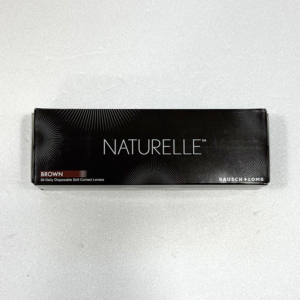 NATURELLE™
BROWN
30 Daily Disposable Soft Contact Lenses
BAUSCH + LOMB